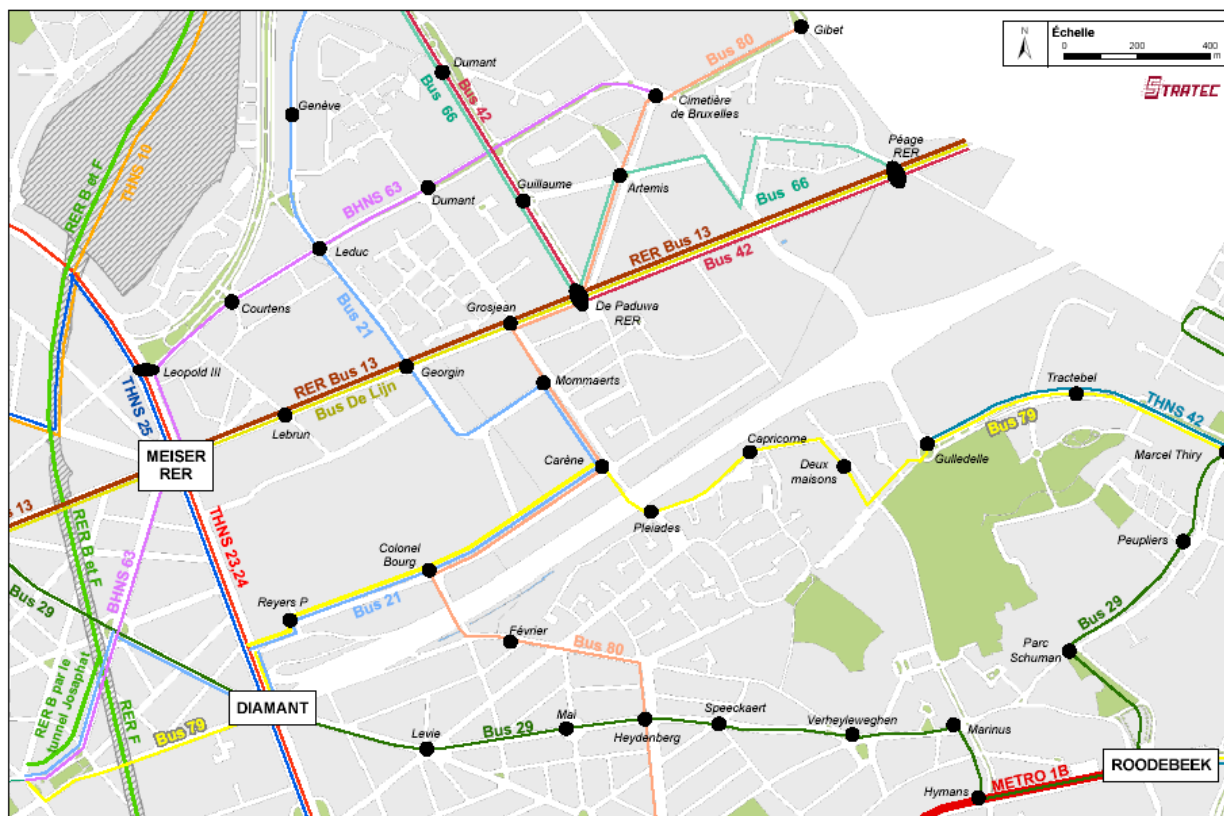 Gibet
N
Échelle
0 200 400
m
STRATEC
Bus 80
Dumant
Bus 42
Bus 66
Genève
Cimetière
de Bruxelles
Péage
RER
RER B et F
THNS 10
BHNS 63
Dumant
Guillaume
Artemis
Bus 66
RER Bus 13
Bus 42
Leduc
Courtens
Bus 21
Grosjean
De Paduwa
RER
Leopold III
RER Bus 13
Georgin
Bus De Lijn
Mommaerts
Tractebel
THNS 42
Bus 79
THNS 25
Lebrun
MEISER
RER
Carène
Capricorne
Deux
maisons
Gulledelle
Marcel Thiry
s 13
THNS 23,24
Pleiades
Peupliers
RER B et F
BHNS 63
Colonel
Bourg
Bus 29
Reyers P
Bus 21
Bus 29
Février
Bus 80
Parc
Schuman
RER B par le
tunnel Josaphat
RER F
Bus 79
DIAMANT
Levie
Bus 29
Mai
Heydenberg
Speeckaert
Verheyleweghen
Marinus
Hymans
METRO 1B
ROODEBEEK